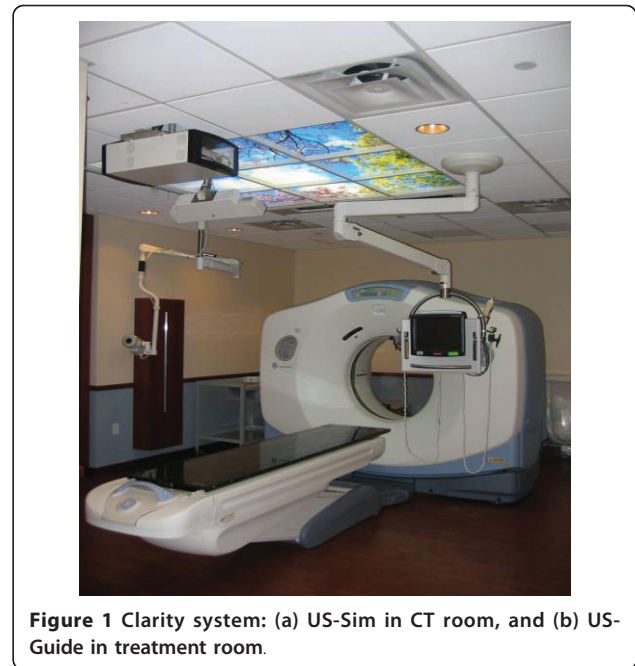 Figure 1 Clarity system: (a) US-Sim in CT room, and (b) US-
Guide in treatment room.